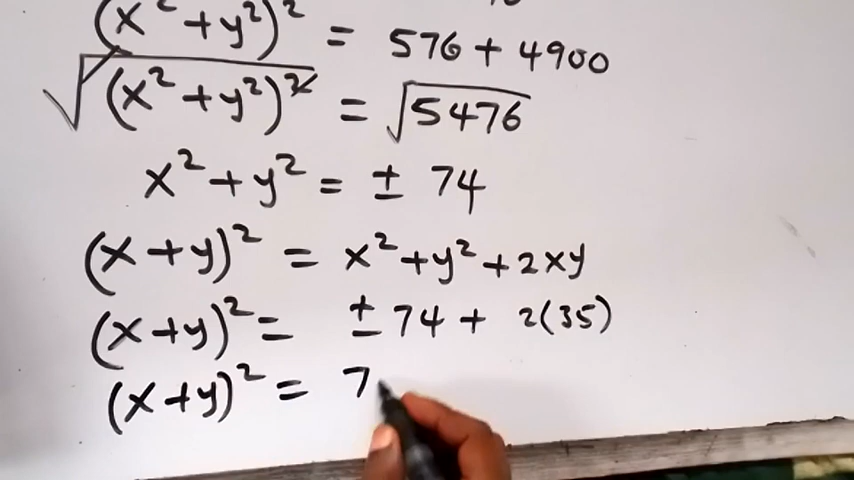 (x² + y²)² = 576 + 4900
√(x² + y²)² = √5476
x² + y² = ± 74
(x + y)² = x² + y² + 2xy
(x + y)² = ± 74 + 2(35)
(x + y)² = 7